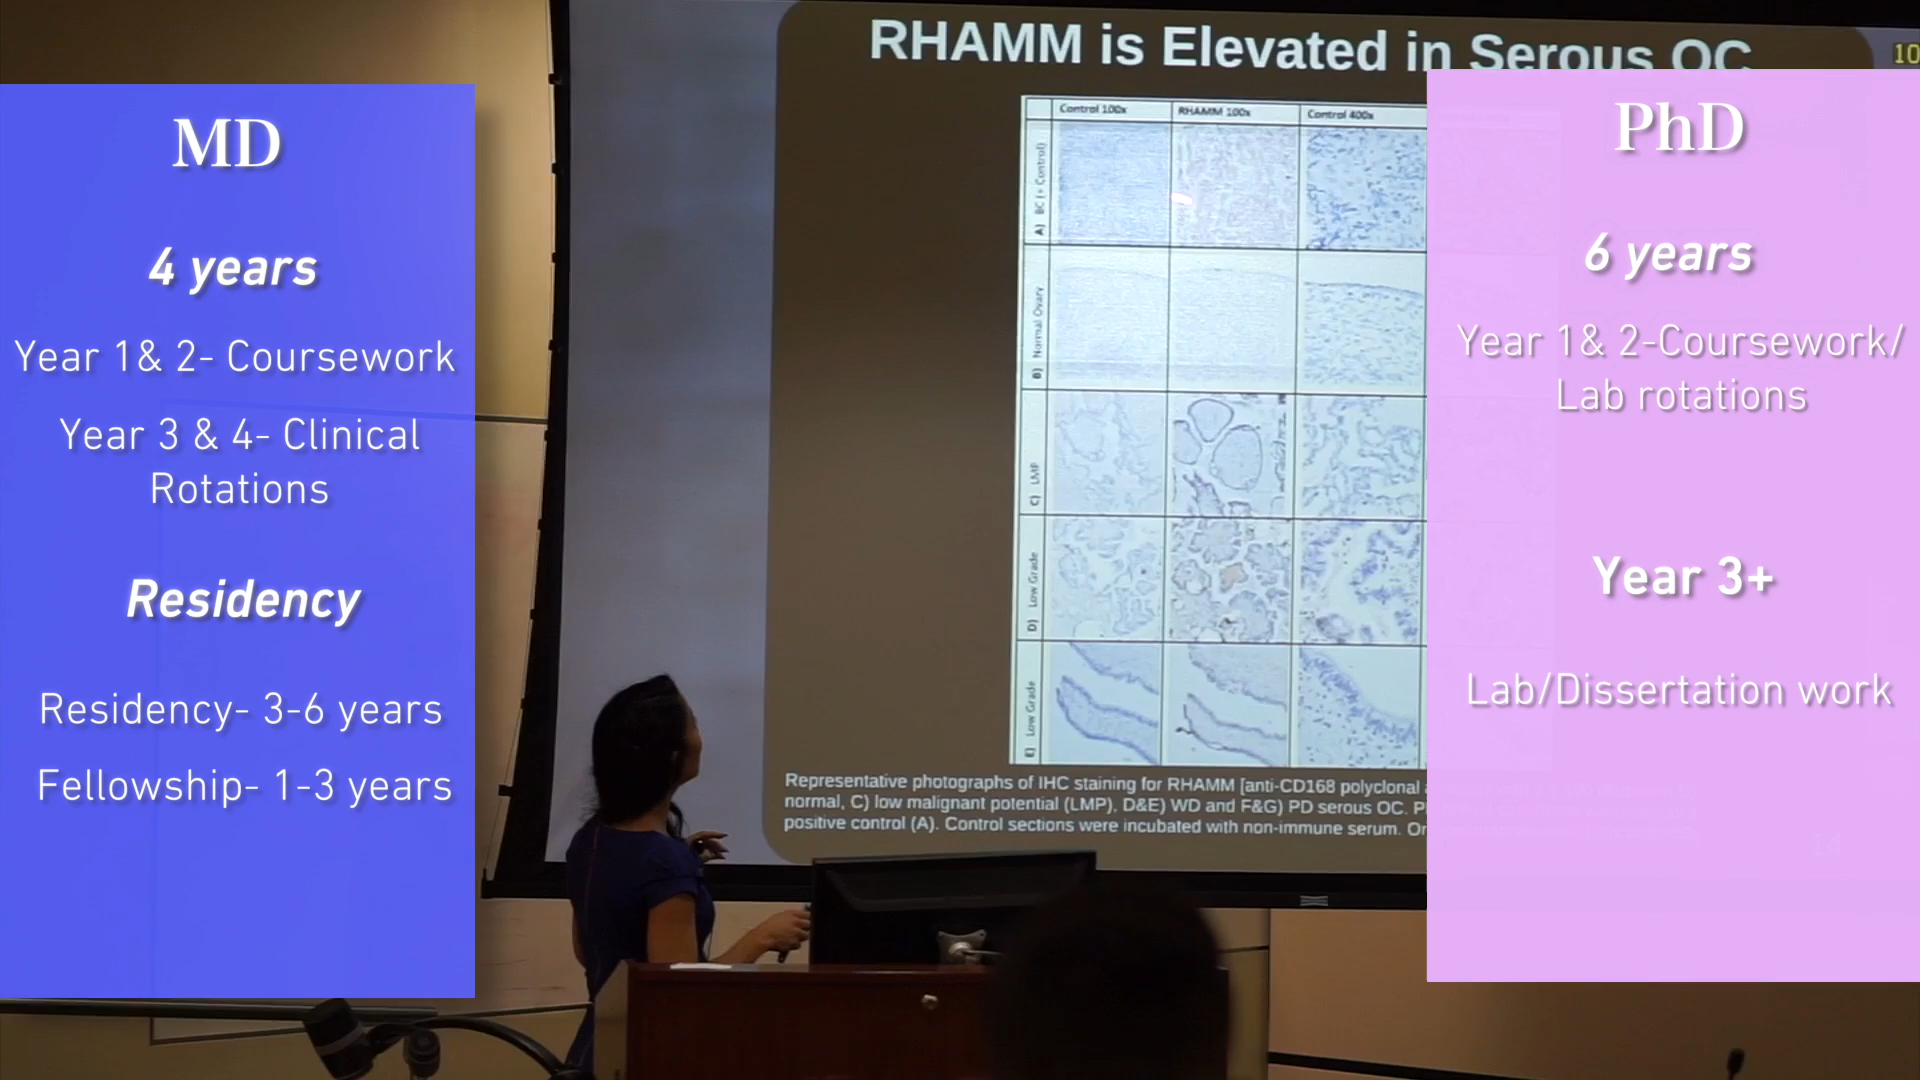 RHAMM is Elevated in Serous OC
10
MD
4 years
Year 1& 2- Coursework
Year 3 & 4- Clinical
Rotations
Residency
Residency- 3-6 years
Fellowship- 1-3 years
Control 100x
RHAMM 100x
Control 400x
A) BC (+ Control)
B) Normal Ovary
C) LMP
D) Low Grade
E) Low Grade
Representative photographs of IHC staining for RHAMM [anti-CD168 polyclonal
normal, C) low malignant potential (LMP), D&E) WD and F&G) PD serous OC.
positive control (A). Control sections were incubated with non-immune serum.
PhD
6 years
Year 1& 2-Coursework/
Lab rotations
Year 3+
Lab/Dissertation work
14